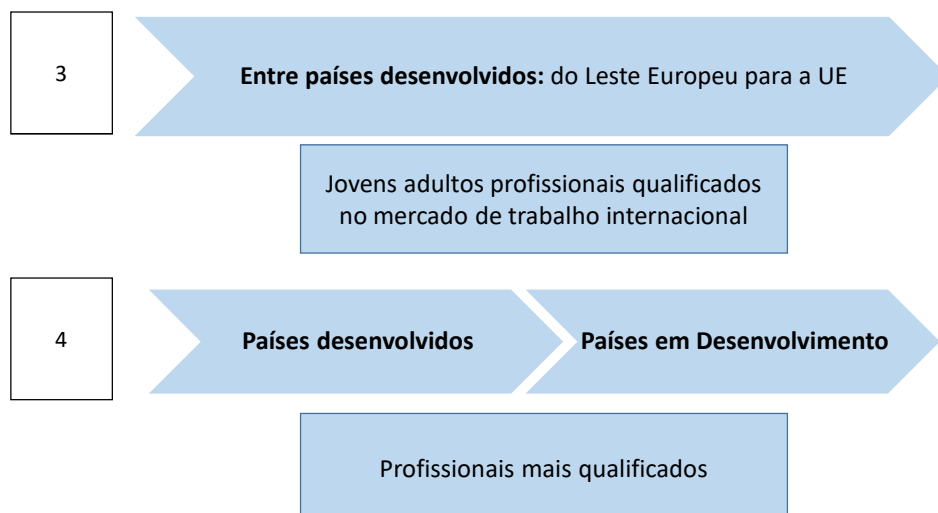 3
Entre países desenvolvidos: do Leste Europeu para a UE
Jovens adultos profissionais qualificados
no mercado de trabalho internacional
4
Países desenvolvidos
Países em Desenvolvimento
Profissionais mais qualificados